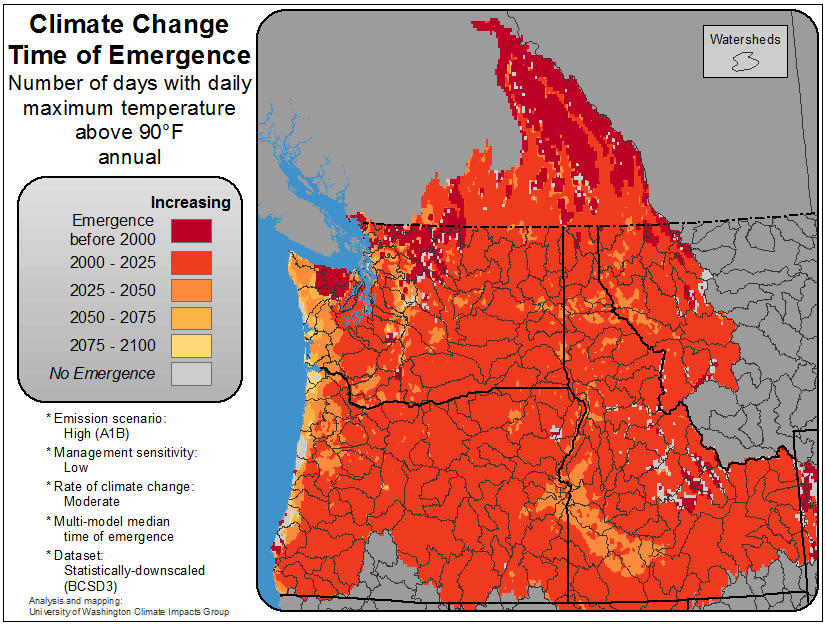 Climate Change
Time of Emergence
Number of days with daily
maximum temperature
above 90°F
annual
Watersheds
Increasing
Emergence
before 2000
2000 - 2025
2025 - 2050
2050 - 2075
2075 - 2100
No Emergence
* Emission scenario:
High (A1B)
* Management sensitivity:
Low
* Rate of climate change:
Moderate
* Multi-model median
time of emergence
* Dataset:
Statistically-downscaled
(BCSD3)
Analysis and mapping:
University of Washington Climate Impacts Group